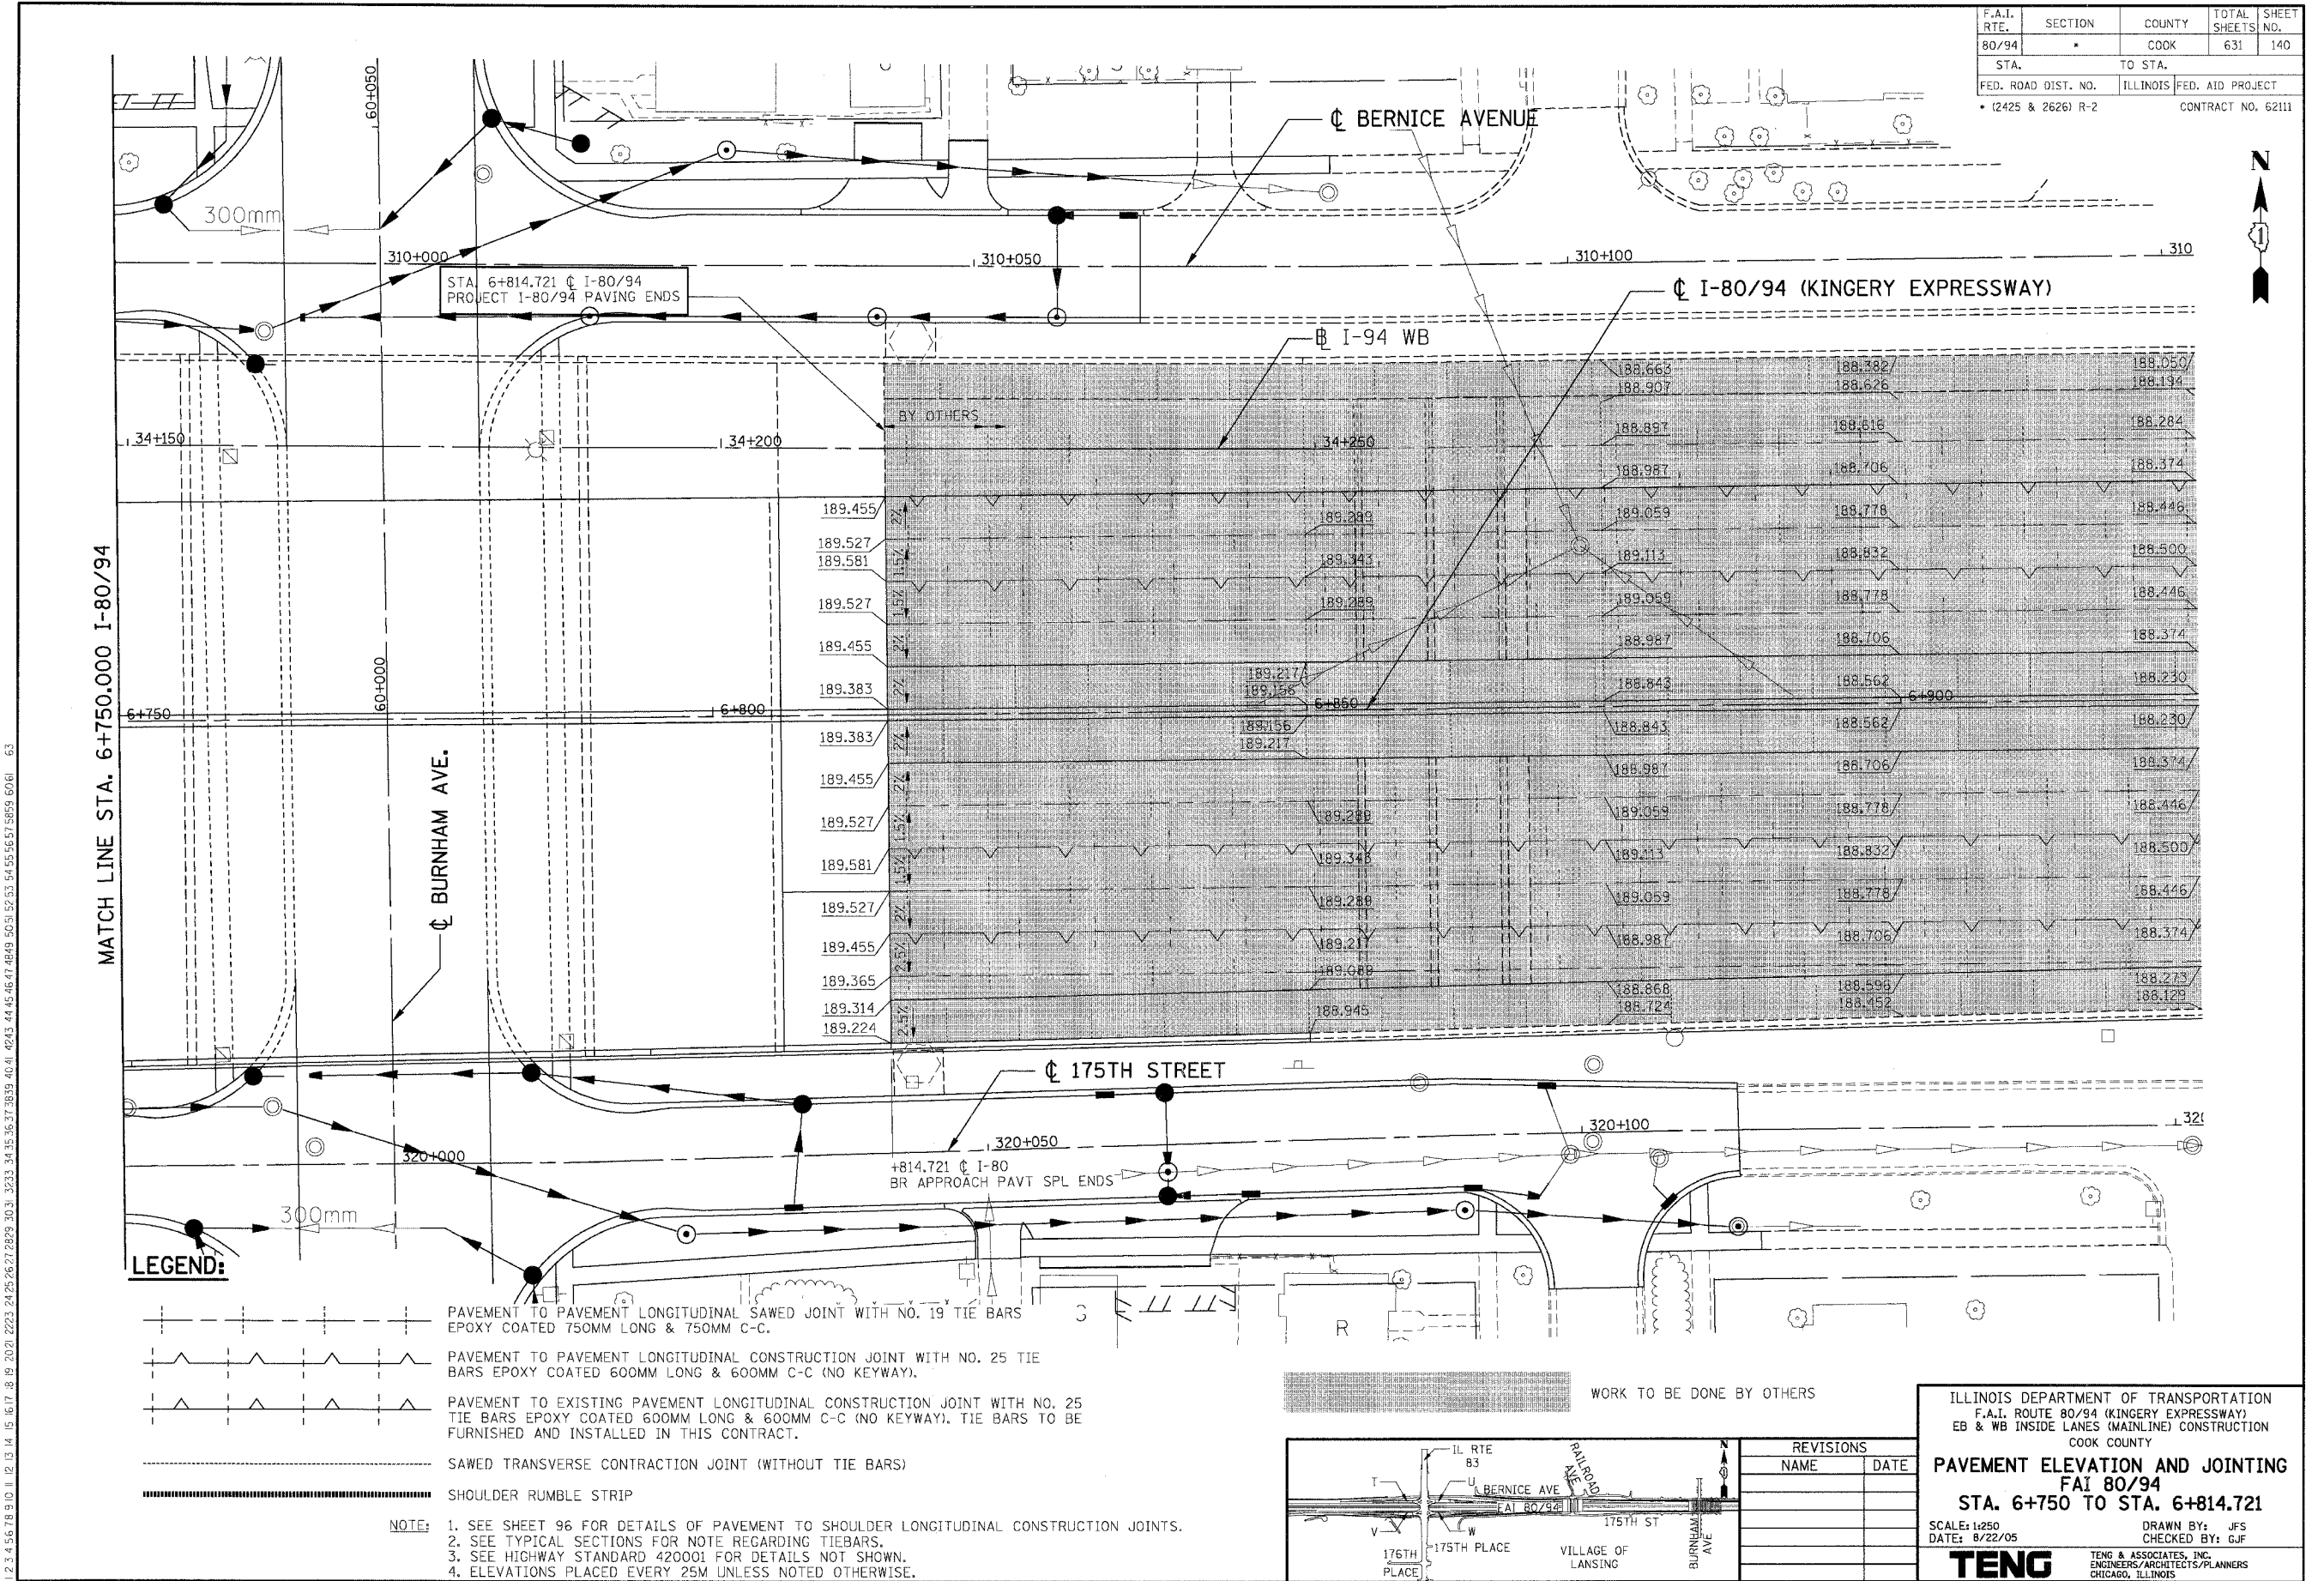 F.A.I. RTE. SECTION COUNTY TOTAL SHEETS SHEET NO.
80/94 * COOK 631 140
STA. TO STA.
FED. ROAD DIST. NO. ILLINOIS FED. AID PROJECT
* (2425 & 2626) R-2 CONTRACT NO. 62111
N
60+050
℄ BERNICE AVENUE
300mm
310+000
310+050
310+100
310
STA. 6+814.721 ℄ I-80/94
PROJECT I-80/94 PAVING ENDS
℄ I-80/94 (KINGERY EXPRESSWAY)
B I-94 WB
188.663 188.382 188.050
188.907 188.626 188.194
BY OTHERS
34+150 34+200 34+250
188.897 188.616 188.284
188.987 188.706 188.374
189.455 2% 189.289 189.059 188.778 188.446
189.527
189.581 1.5% 189.343 189.113 188.832 188.500
189.527 1.5% 189.289 189.059 188.778 188.446
189.455 2% 188.987 188.706 188.374
189.217
189.383 2% 189.156 188.843 188.562 188.230
6+750 6+800 6+850 6+900
60+000
189.383 2% 189.156 188.843 188.562 188.230
189.217
189.455 2% 188.987 188.706 188.374
189.527 1.5% 189.289 189.059 188.778 188.446
189.581 1.5% 189.343 189.113 188.832 188.500
189.527 2% 189.289 189.059 188.778 188.446
189.455 2.5% 189.217 188.987 188.706 188.374
189.365 189.089 188.868 188.596 188.273
189.314 2.5% 188.945 188.724 188.452 188.129
189.224
MATCH LINE STA. 6+750.000 I-80/94
℄ BURNHAM AVE.
℄ 175TH STREET
320+000
320+050
320+100
320
+814.721 ℄ I-80
BR APPROACH PAVT SPL ENDS
300mm
R
LEGEND:
PAVEMENT TO PAVEMENT LONGITUDINAL SAWED JOINT WITH NO. 19 TIE BARS
EPOXY COATED 750MM LONG & 750MM C-C.
PAVEMENT TO PAVEMENT LONGITUDINAL CONSTRUCTION JOINT WITH NO. 25 TIE
BARS EPOXY COATED 600MM LONG & 600MM C-C (NO KEYWAY).
PAVEMENT TO EXISTING PAVEMENT LONGITUDINAL CONSTRUCTION JOINT WITH NO. 25
TIE BARS EPOXY COATED 600MM LONG & 600MM C-C (NO KEYWAY). TIE BARS TO BE
FURNISHED AND INSTALLED IN THIS CONTRACT.
SAWED TRANSVERSE CONTRACTION JOINT (WITHOUT TIE BARS)
SHOULDER RUMBLE STRIP
NOTE: 1. SEE SHEET 96 FOR DETAILS OF PAVEMENT TO SHOULDER LONGITUDINAL CONSTRUCTION JOINTS.
2. SEE TYPICAL SECTIONS FOR NOTE REGARDING TIEBARS.
3. SEE HIGHWAY STANDARD 420001 FOR DETAILS NOT SHOWN.
4. ELEVATIONS PLACED EVERY 25M UNLESS NOTED OTHERWISE.
WORK TO BE DONE BY OTHERS
IL RTE
83
RAILROAD
AVE
N
T
U
BERNICE AVE
FAI 80/94
175TH ST
V
W
175TH PLACE
176TH
PLACE
VILLAGE OF
LANSING
BURNHAM
AVE
REVISIONS
NAME DATE
ILLINOIS DEPARTMENT OF TRANSPORTATION
F.A.I. ROUTE 80/94 (KINGERY EXPRESSWAY)
EB & WB INSIDE LANES (MAINLINE) CONSTRUCTION
COOK COUNTY
PAVEMENT ELEVATION AND JOINTING
FAI 80/94
STA. 6+750 TO STA. 6+814.721
SCALE: 1:250 DRAWN BY: JFS
DATE: 8/22/05 CHECKED BY: GJF
TENG
TENG & ASSOCIATES, INC.
ENGINEERS/ARCHITECTS/PLANNERS
CHICAGO, ILLINOIS